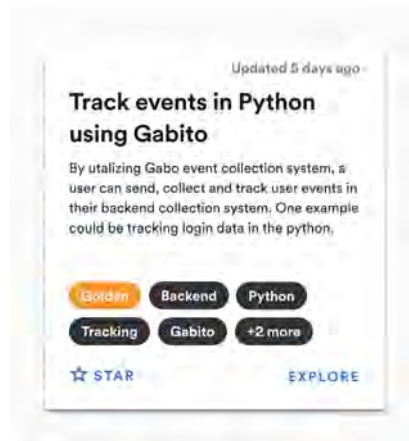 Updated 5 days ago
Track events in Python
using Gabito
By utalizing Gabo event collection system, a
user can send, collect and track user events in
their backend collection system. One example
could be tracking login data in the python.
Golden Backend Python
Tracking Gabito +2 more
STAR EXPLORE